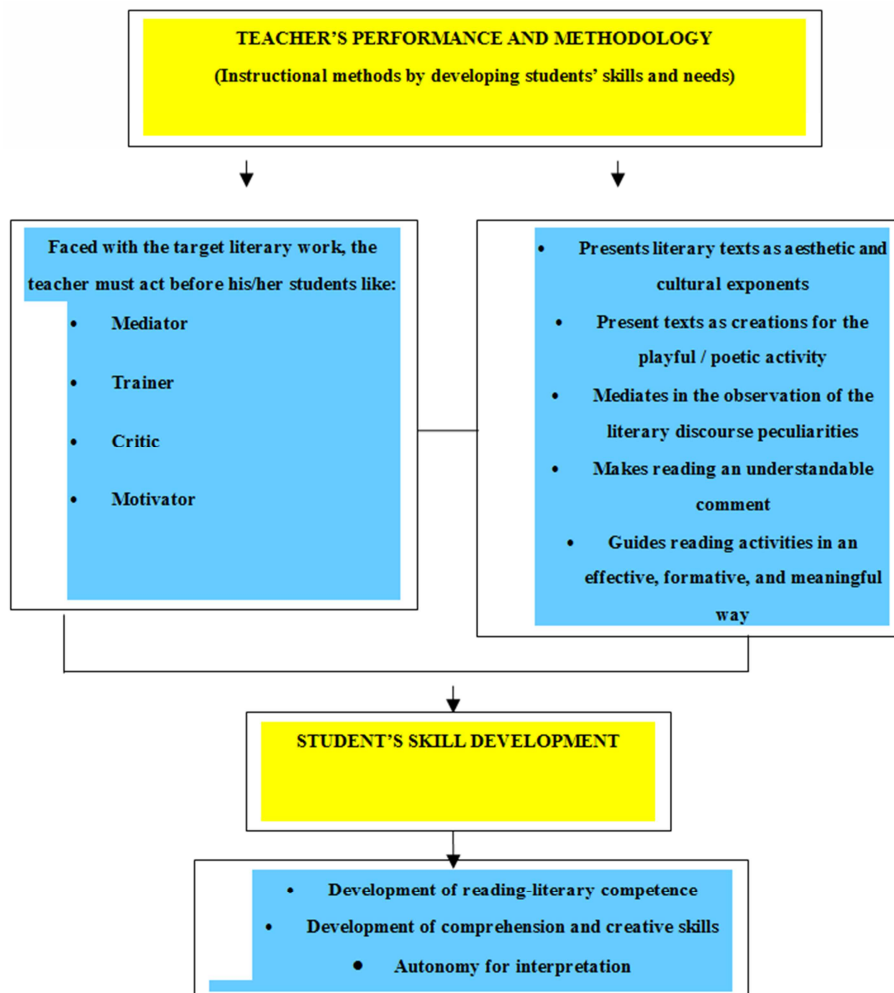 TEACHER’S PERFORMANCE AND METHODOLOGY
(Instructional methods by developing students’ skills and needs)
Faced with the target literary work, the
teacher must act before his/her students like:
• Mediator
• Trainer
• Critic
• Motivator
• Presents literary texts as aesthetic and
cultural exponents
• Present texts as creations for the
playful / poetic activity
• Mediates in the observation of the
literary discourse peculiarities
• Makes reading an understandable
comment
• Guides reading activities in an
effective, formative, and meaningful
way
STUDENT’S SKILL DEVELOPMENT
• Development of reading-literary competence
• Development of comprehension and creative skills
• Autonomy for interpretation